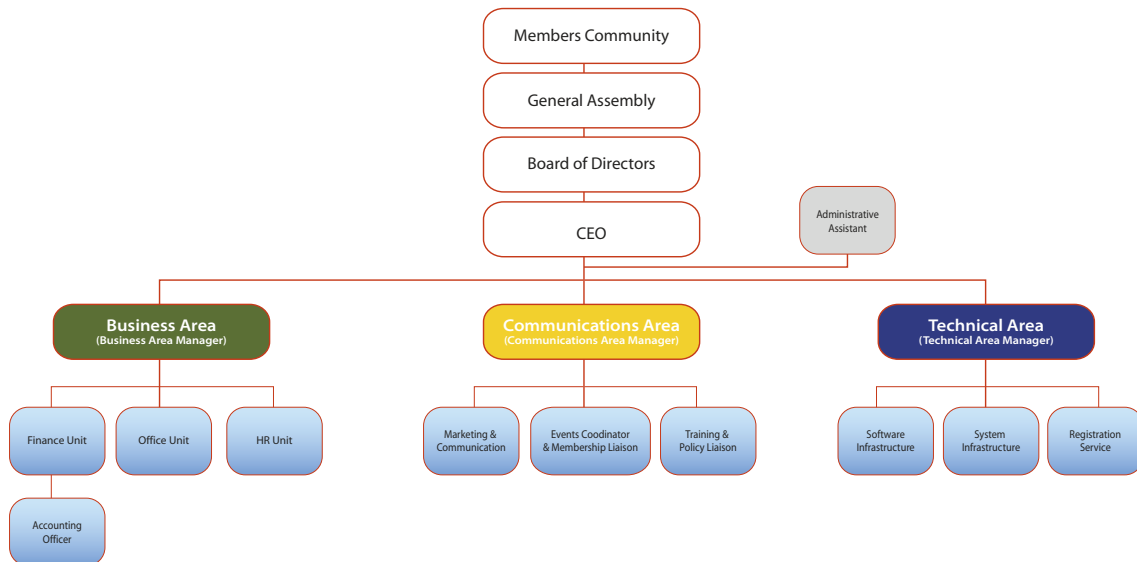 Members Community
General Assembly
Board of Directors
CEO
Administrative
Assistant
Business Area
(Business Area Manager)
Communications Area
(Communications Area Manager)
Technical Area
(Technical Area Manager)
Finance Unit
Office Unit
HR Unit
Marketing &
Communication
Events Coodinator
& Membership Liaison
Training &
Policy Liaison
Software
Infrastructure
System
Infrastructure
Registration
Service
Accounting
Officer